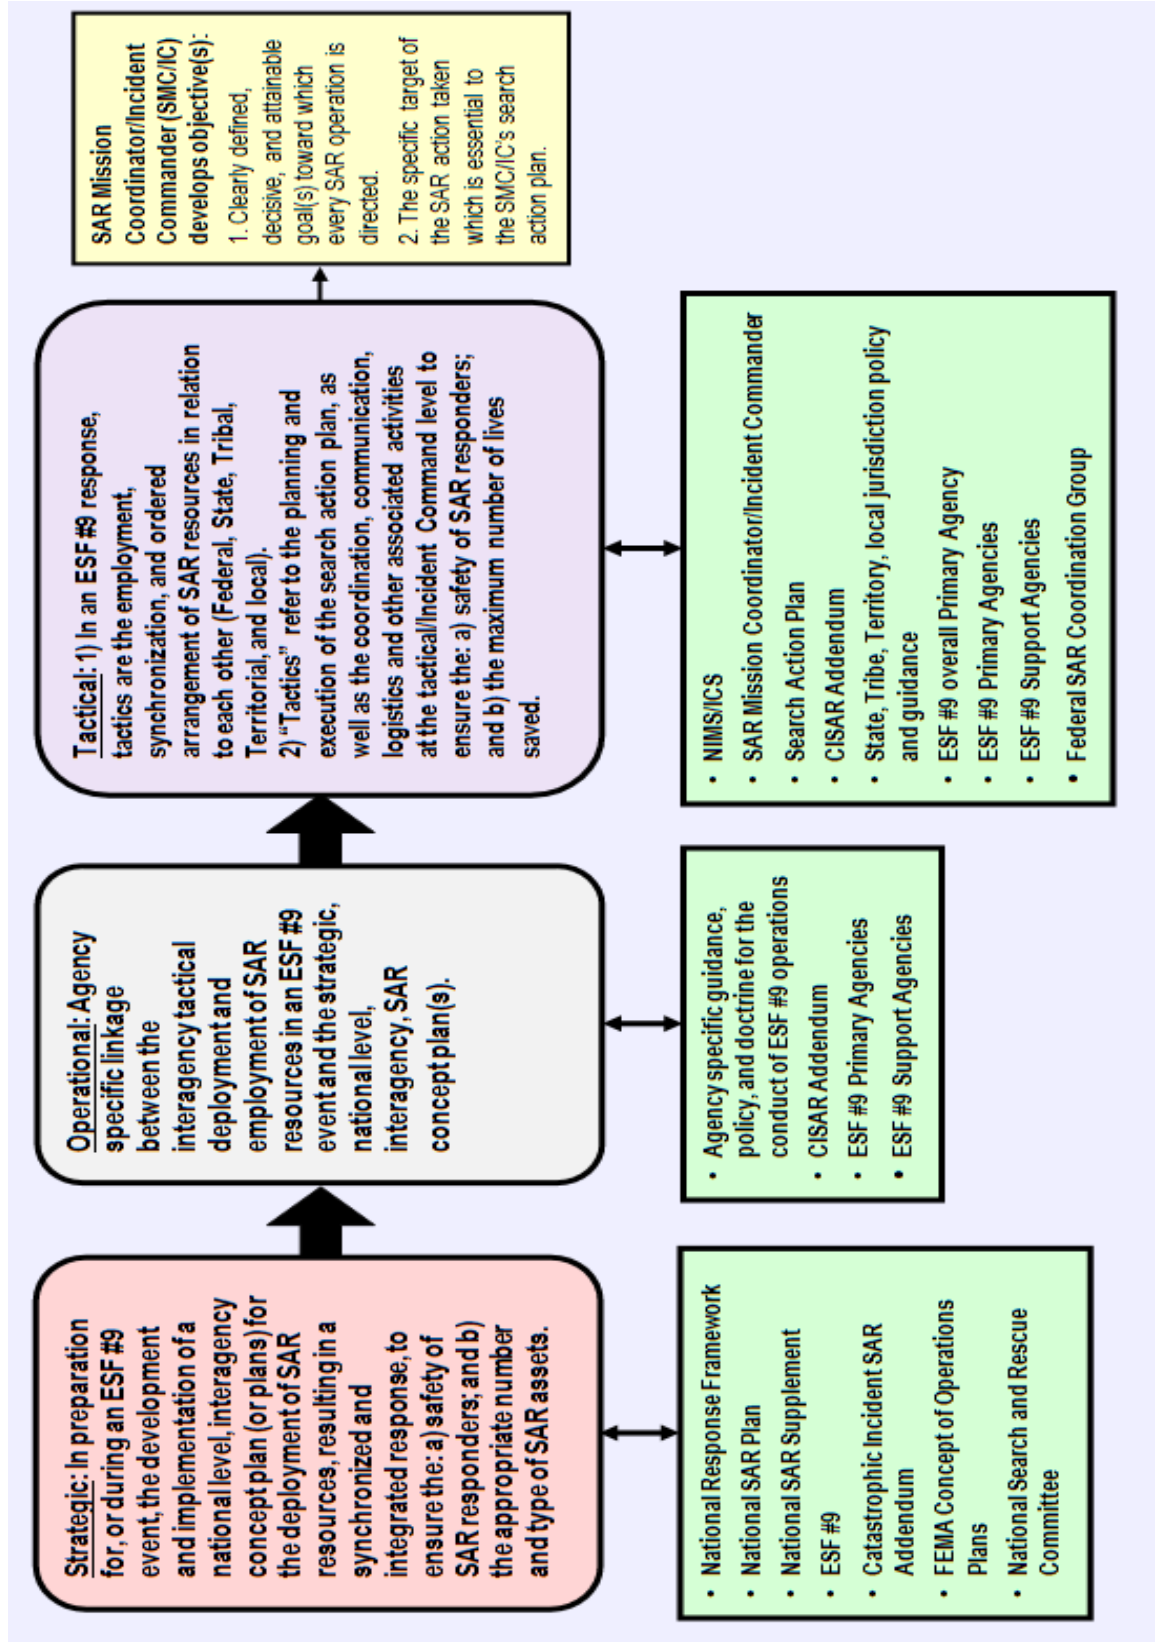 Strategic: In preparation
for, or during an ESF #9
event, the development
and implementation of a
national level, interagency
concept plan (or plans) for
the deployment of SAR
resources, resulting in a
synchronized and
integrated response, to
ensure the: a) safety of
SAR responders; and b)
the appropriate number
and type of SAR assets.
Operational: Agency
specific linkage
between the
interagency tactical
deployment and
employment of SAR
resources in an ESF #9
event and the strategic,
national level,
interagency, SAR
concept plan(s).
Tactical: 1) In an ESF #9 response,
tactics are the employment,
synchronization, and ordered
arrangement of SAR resources in relation
to each other (Federal, State, Tribal,
Territorial, and local).
2) “Tactics” refer to the planning and
execution of the search action plan, as
well as the coordination, communication,
logistics and other associated activities
at the tactical/Incident Command level to
ensure the: a) safety of SAR responders;
and b) the maximum number of lives
saved.
SAR Mission
Coordinator/Incident
Commander (SMC/IC)
develops objective(s):
1. Clearly defined,
decisive, and attainable
goal(s) toward which
every SAR operation is
directed.
2. The specific target of
the SAR action taken
which is essential to
the SMC/IC’s search
action plan.
• National Response Framework
• National SAR Plan
• National SAR Supplement
• ESF #9
• Catastrophic Incident SAR
Addendum
• FEMA Concept of Operations
Plans
• National Search and Rescue
Committee
• Agency specific guidance,
policy, and doctrine for the
conduct of ESF #9 operations
• CISAR Addendum
• ESF #9 Primary Agencies
• ESF #9 Support Agencies
• NIMS/ICS
• SAR Mission Coordinator/Incident Commander
• Search Action Plan
• CISAR Addendum
• State, Tribe, Territory, local jurisdiction policy
and guidance
• ESF #9 overall Primary Agency
• ESF #9 Primary Agencies
• ESF #9 Support Agencies
• Federal SAR Coordination Group